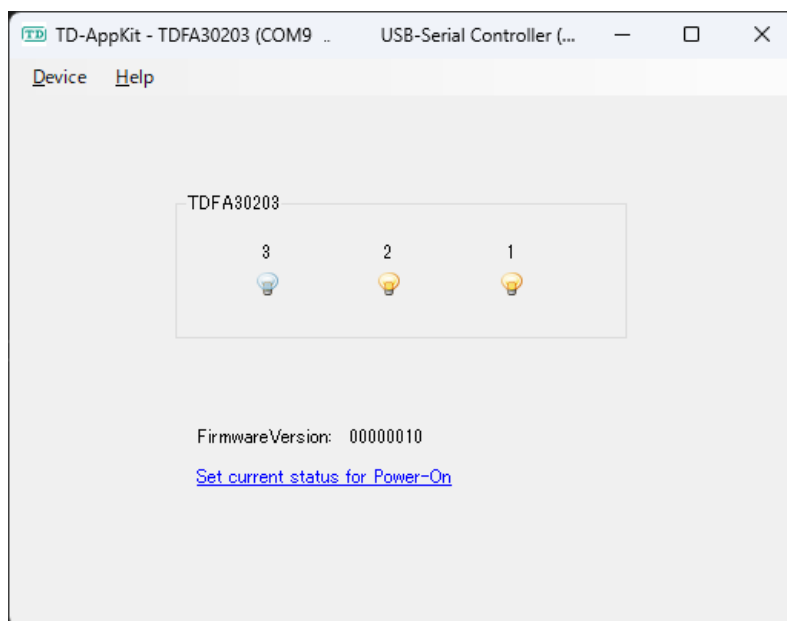 TD TD-AppKit - TDFA30203 (COM9 .. USB-Serial Controller (...
Device Help
TDFA30203
3 2 1
FirmwareVersion: 00000010
Set current status for Power-On